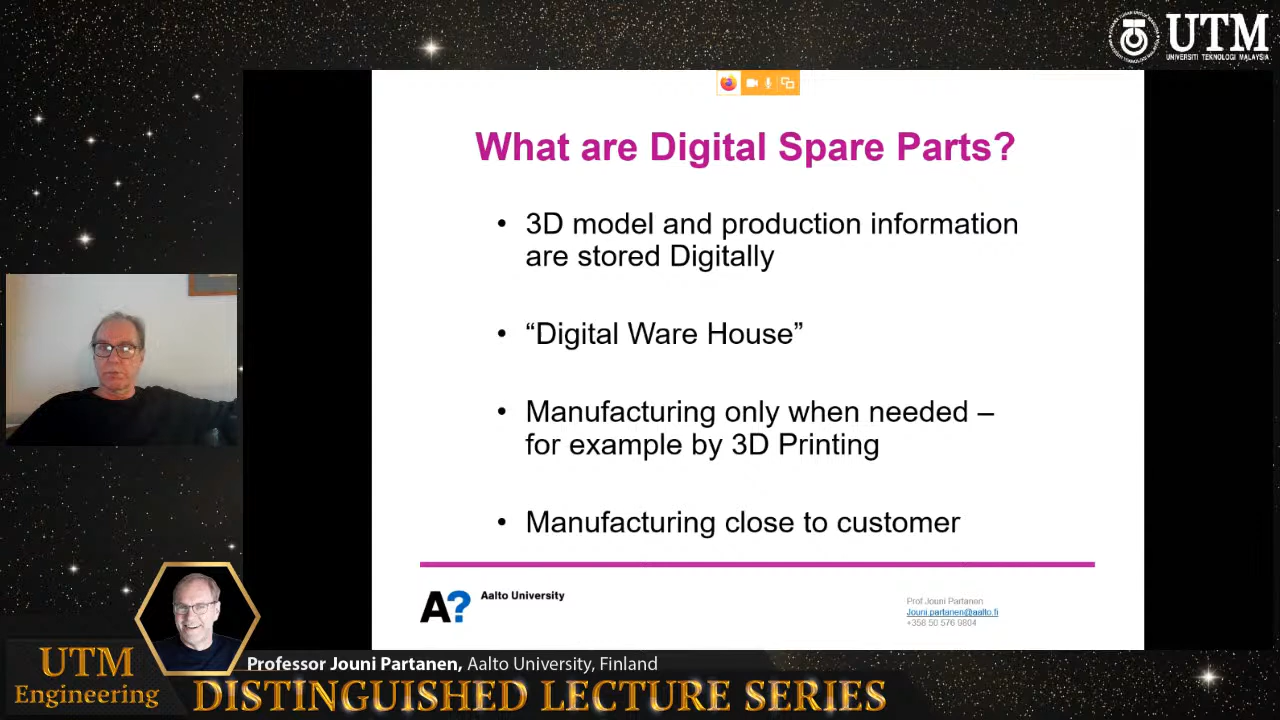 UTM
UNIVERSITI TEKNOLOGI MALAYSIA
What are Digital Spare Parts?
• 3D model and production information
are stored Digitally
• “Digital Ware House”
• Manufacturing only when needed –
for example by 3D Printing
• Manufacturing close to customer
A?
Aalto University
Prof Jouni Partanen
Jouni.partanen@aalto.fi
+358 50 576 9804
UTM
Engineering
Professor Jouni Partanen, Aalto University, Finland
DISTINGUISHED LECTURE SERIES